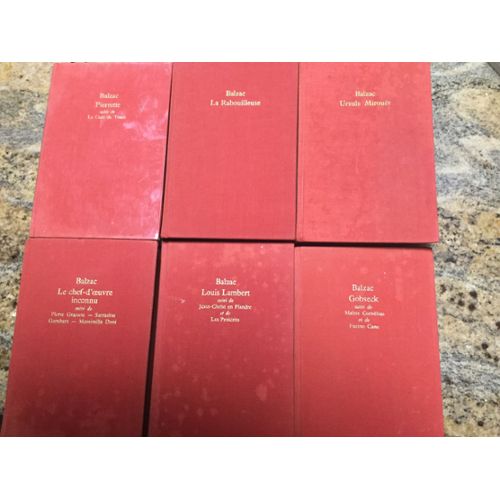 Balzac
Pierrette
suivi de
Le Curé de Tours
Balzac
La Rabouilleuse
Balzac
Ursule Mirouët
Balzac
Le chef-d'œuvre
inconnu
suivi de
Pierre Grassou — Sarrasine
Gambara — Massimilla Doni
Balzac
Louis Lambert
suivi de
Jésus-Christ en Flandre
et de
Les Proscrits
Balzac
Gobseck
suivi de
Maître Cornélius
et de
Facino Cane